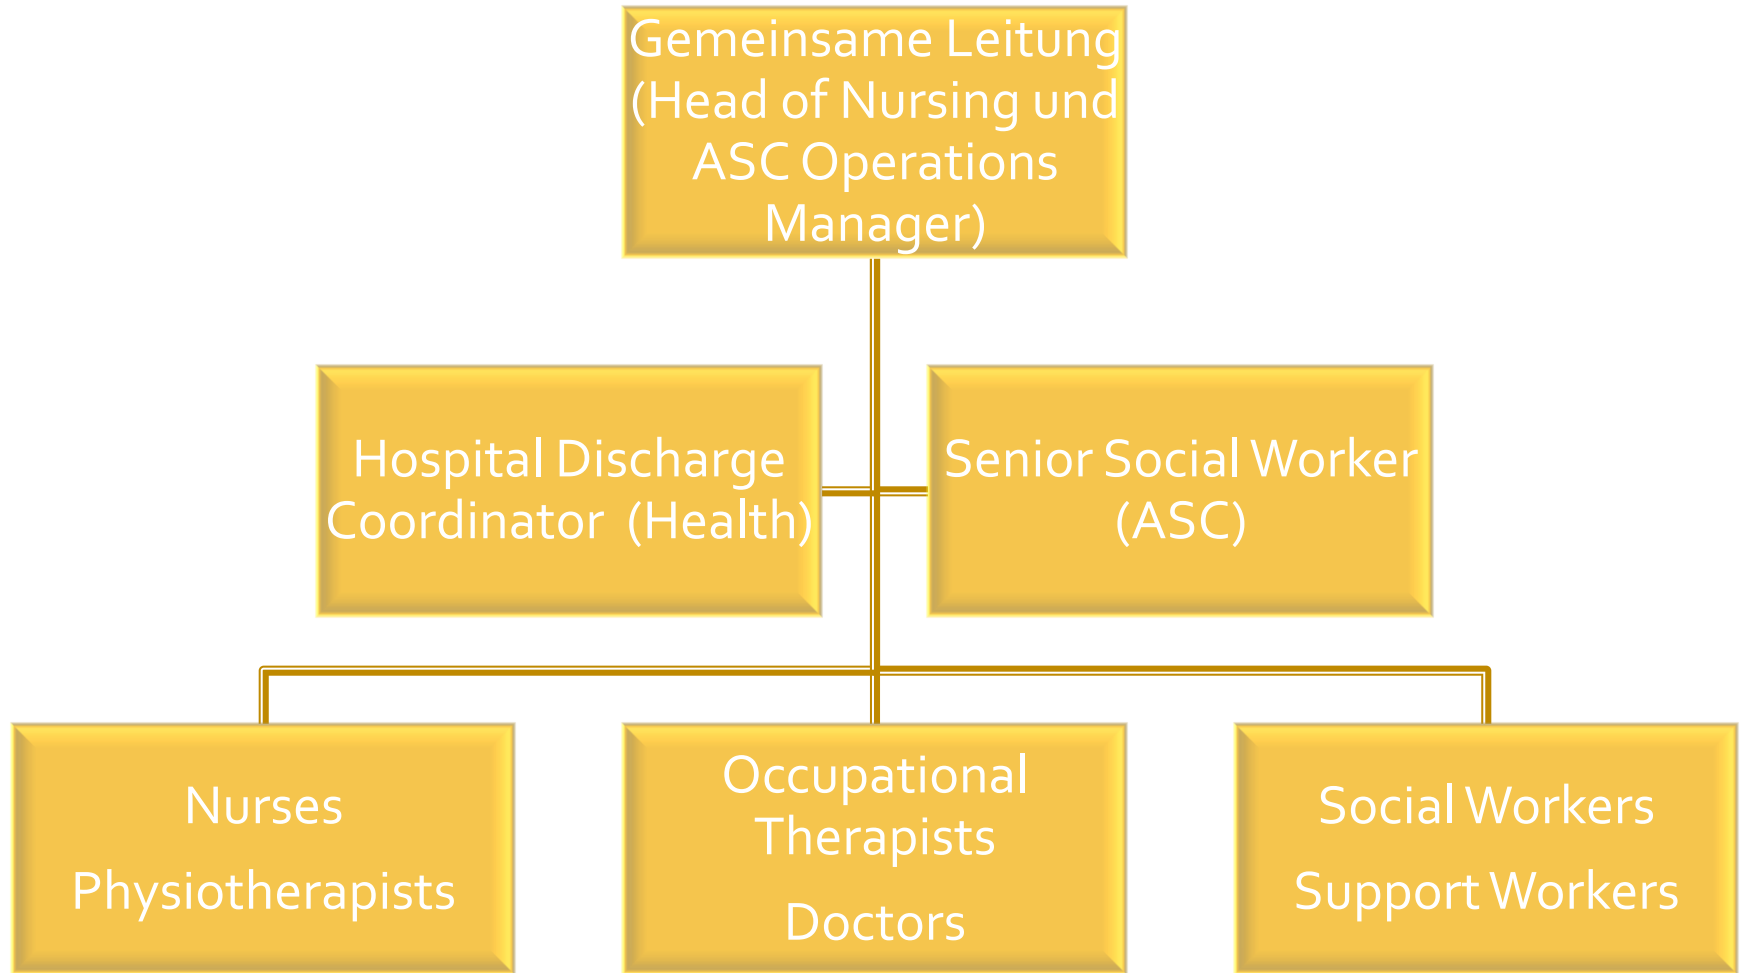 Gemeinsame Leitung
(Head of Nursing und
ASC Operations
Manager)
Hospital Discharge
Coordinator (Health)
Senior Social Worker
(ASC)
Nurses
Physiotherapists
Occupational
Therapists
Doctors
Social Workers
Support Workers